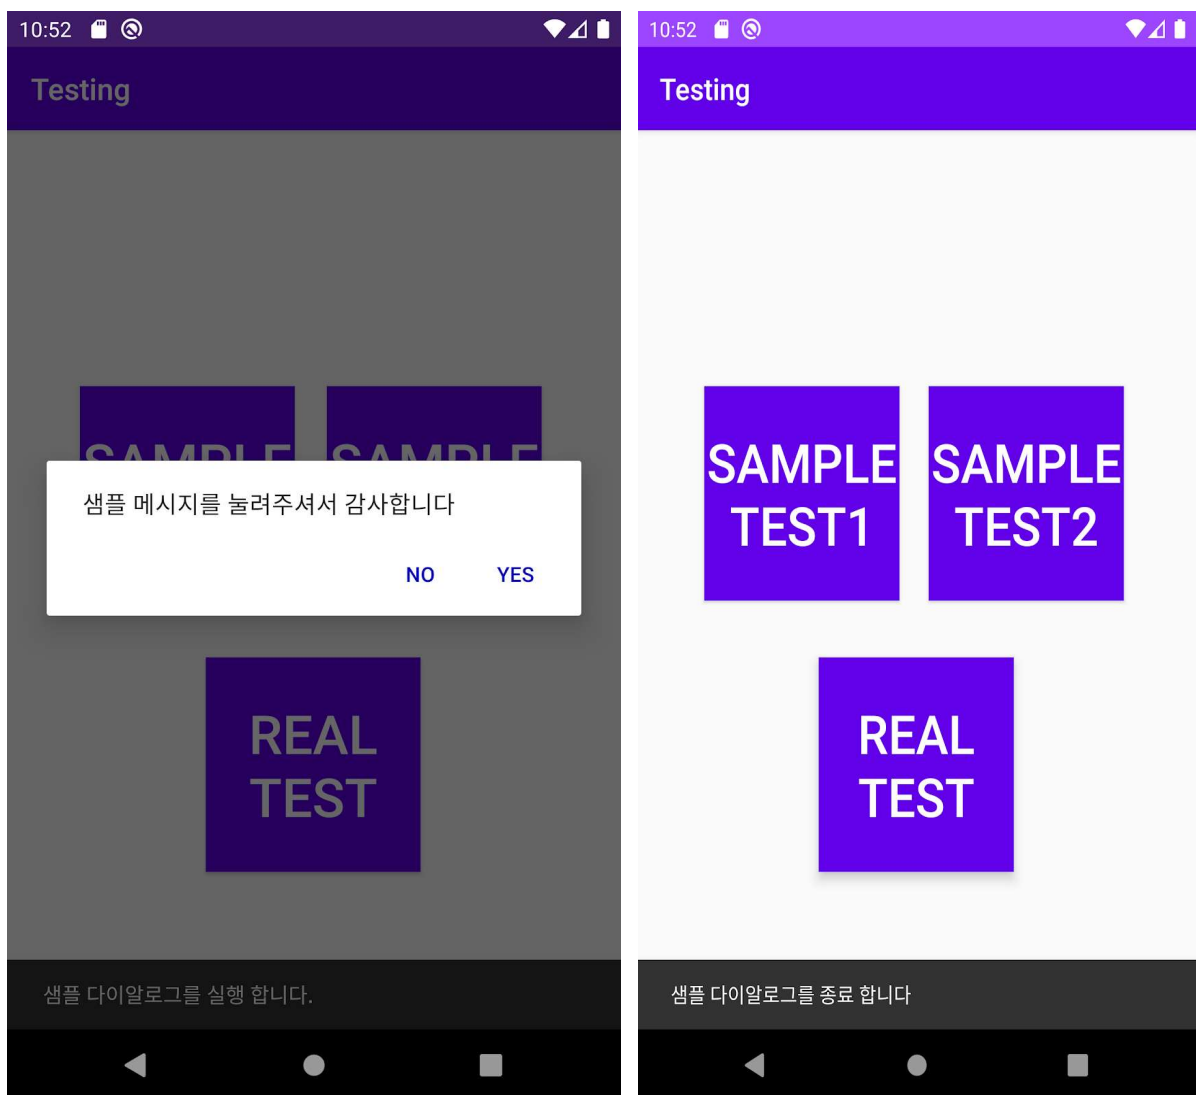 10:52
Testing
SAMPLE
SAMPLE
샘플 메시지를 눌려주셔서 감사합니다
NO
YES
REAL
TEST
샘플 다이알로그를 실행 합니다.
10:52
Testing
SAMPLE
TEST1
SAMPLE
TEST2
REAL
TEST
샘플 다이알로그를 종료 합니다